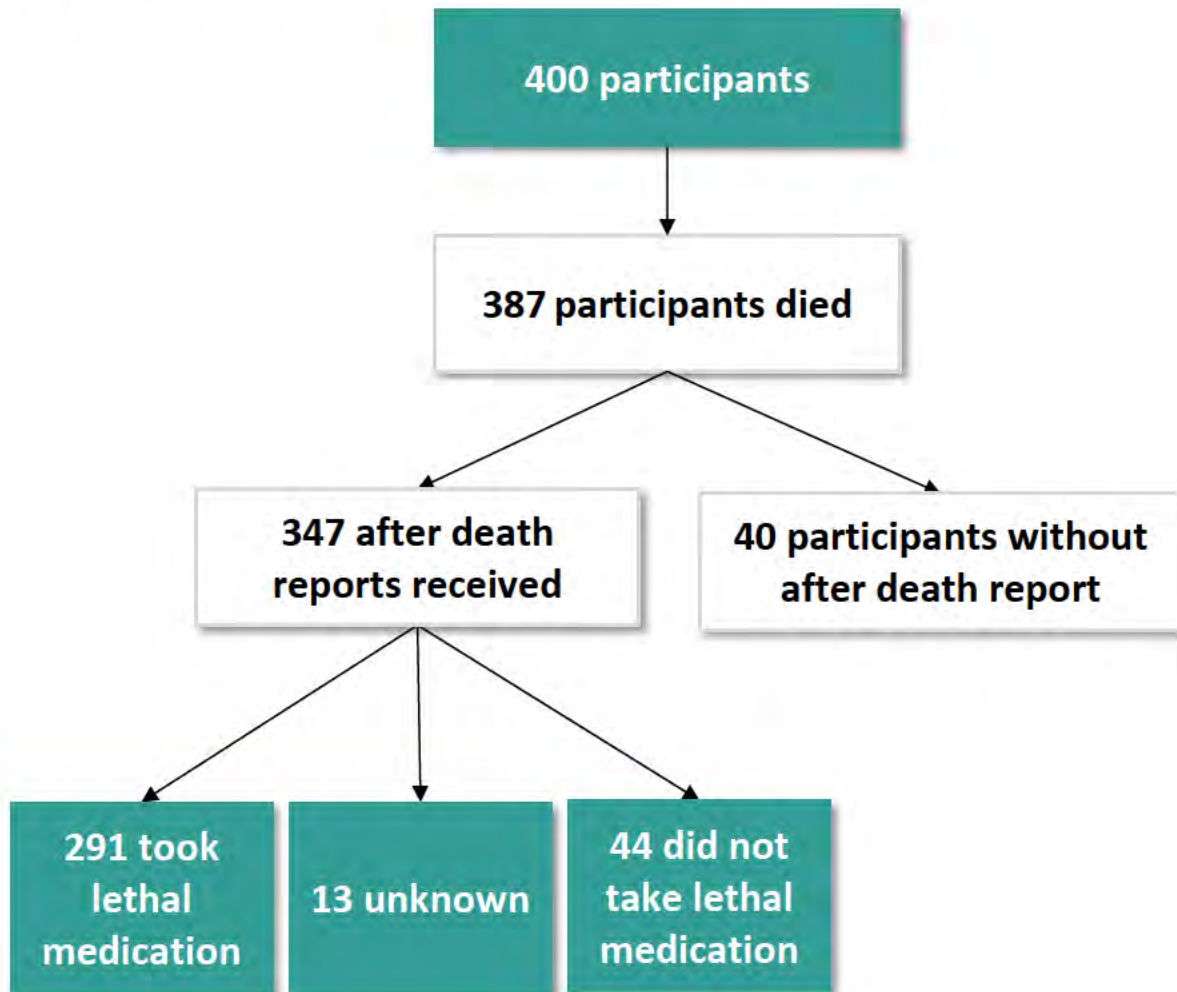 400 participants
387 participants died
347 after death
reports received
40 participants without
after death report
291 took
lethal
medication
13 unknown
44 did not
take lethal
medication